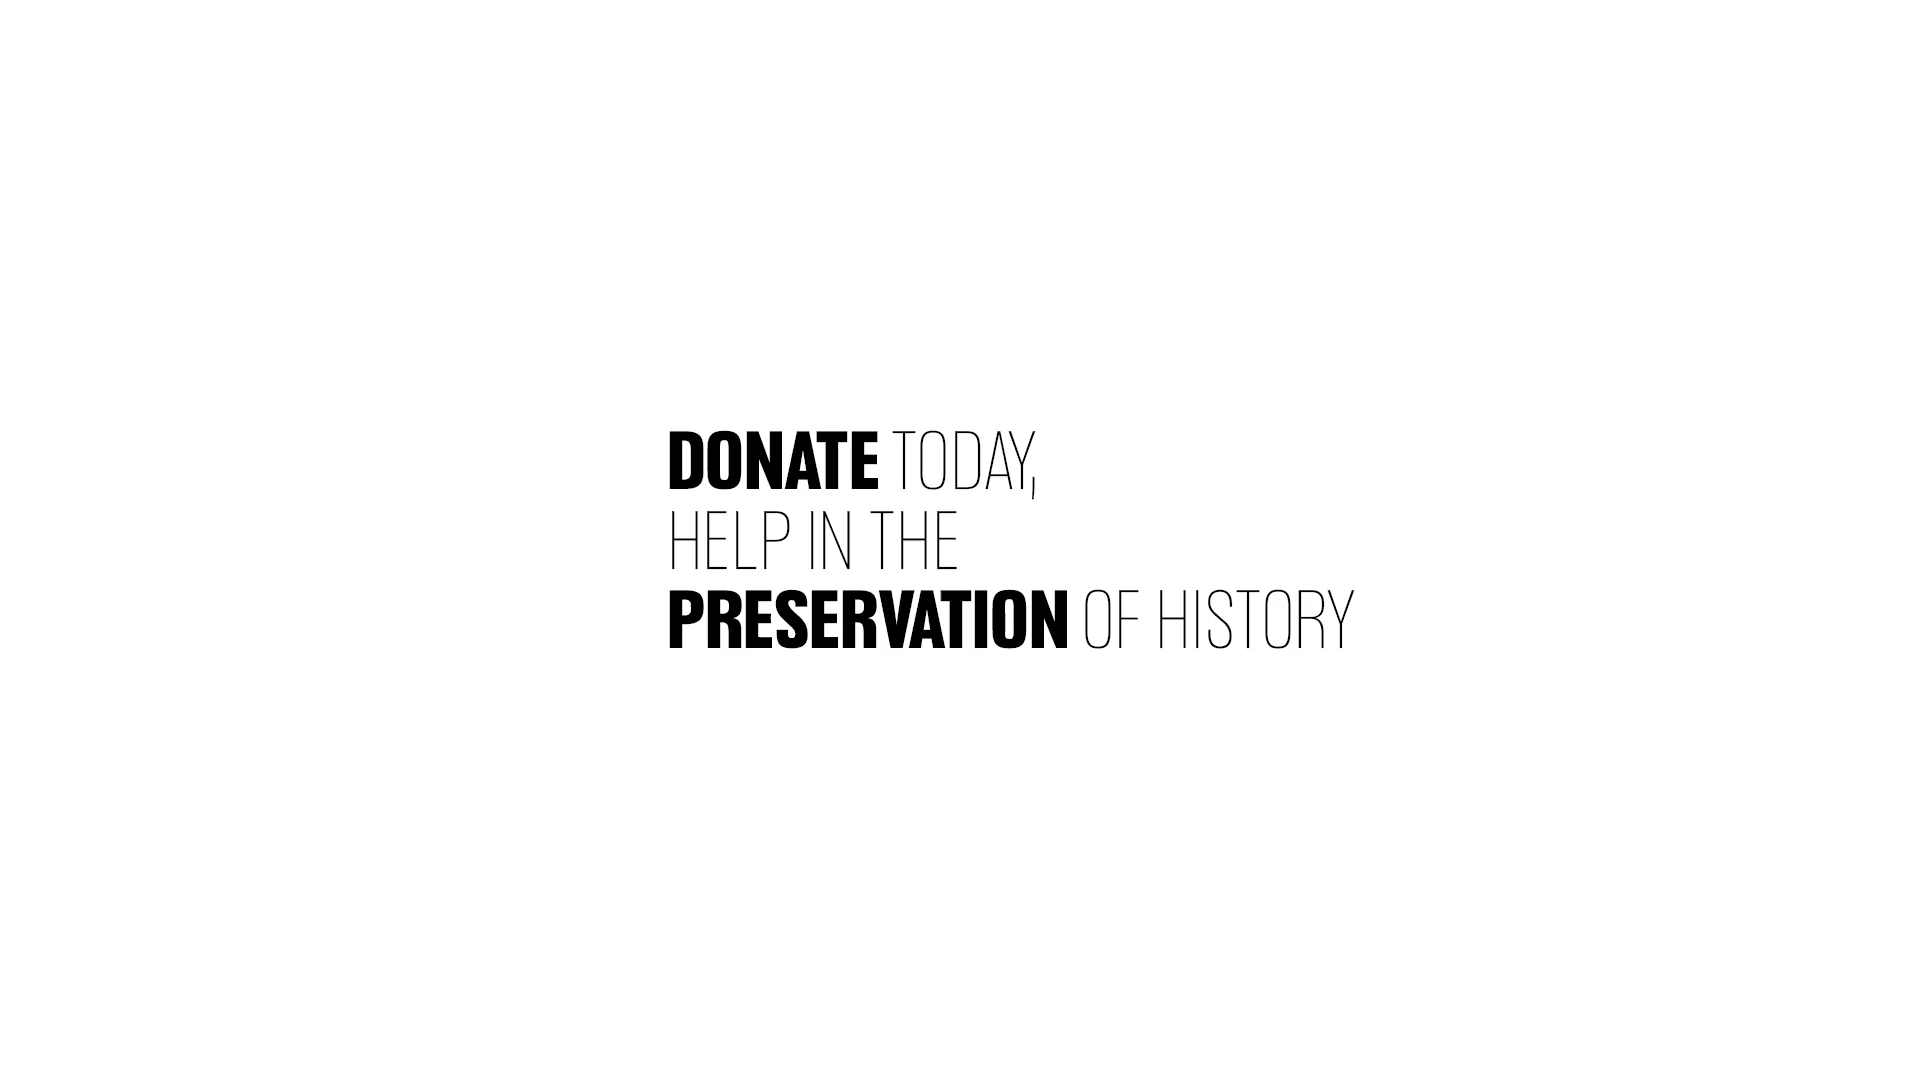 DONATE TODAY,
HELP IN THE
PRESERVATION OF HISTORY